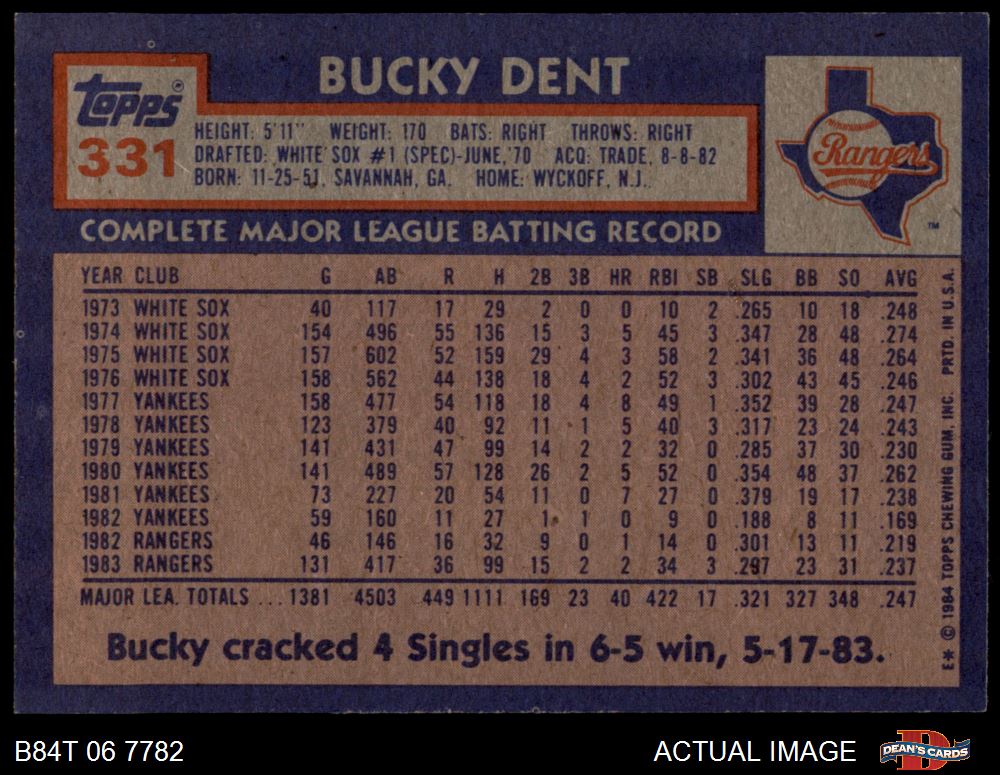 BUCKY DENT
Topps®
331
HEIGHT: 5'11" WEIGHT: 170 BATS: RIGHT THROWS: RIGHT
DRAFTED: WHITE SOX #1 (SPEC)-JUNE,'70 ACQ: TRADE, 8-8-82
BORN: 11-25-51, SAVANNAH, GA. HOME: WYCKOFF, N.J.
Rangers
TM
COMPLETE MAJOR LEAGUE BATTING RECORD
YEAR CLUB G AB R H 2B 3B HR RBI SB SLG BB SO AVG
1973 WHITE SOX 40 117 17 29 2 0 0 10 2 .265 10 18 .248
1974 WHITE SOX 154 496 55 136 15 3 5 45 3 .347 28 48 .274
1975 WHITE SOX 157 602 52 159 29 4 3 58 2 .341 36 48 .264
1976 WHITE SOX 158 562 44 138 18 4 2 52 3 .302 43 45 .246
1977 YANKEES 158 477 54 118 18 4 8 49 1 .352 39 28 .247
1978 YANKEES 123 379 40 92 11 1 5 40 3 .317 23 24 .243
1979 YANKEES 141 431 47 99 14 2 2 32 0 .285 37 30 .230
1980 YANKEES 141 489 57 128 26 2 5 52 0 .354 48 37 .262
1981 YANKEES 73 227 20 54 11 0 7 27 0 .379 19 17 .238
1982 YANKEES 59 160 11 27 1 1 0 9 0 .188 8 11 .169
1982 RANGERS 46 146 16 32 9 0 1 14 0 .301 13 11 .219
1983 RANGERS 131 417 36 99 15 2 2 34 3 .297 23 31 .237
MAJOR LEA. TOTALS ... 1381 4503 449 1111 169 23 40 422 17 .321 327 348 .247
Bucky cracked 4 Singles in 6-5 win, 5-17-83.
E* © 1984 TOPPS CHEWING GUM, INC. PRTD. IN U.S.A.
B84T 06 7782
ACTUAL IMAGE
D
DEAN'S CARDS